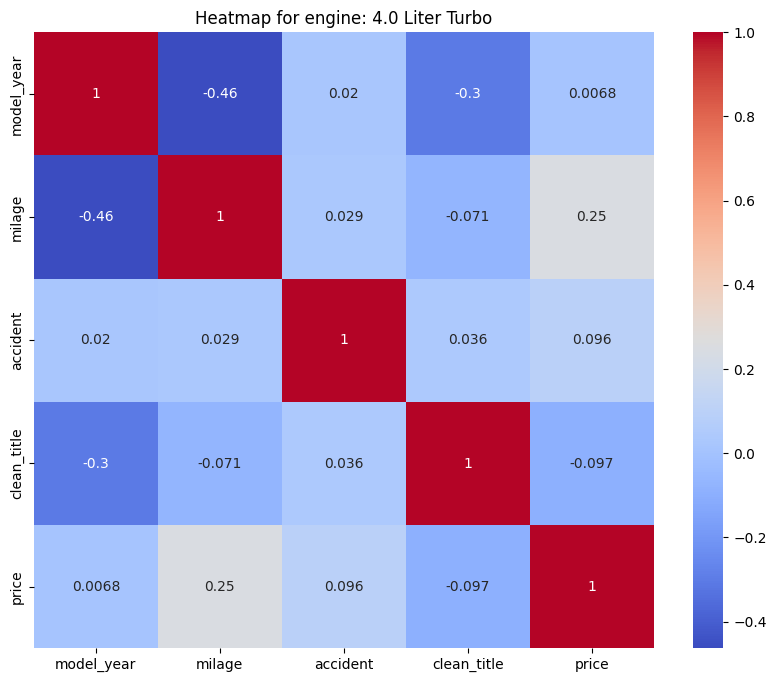 Heatmap for engine: 4.0 Liter Turbo
model_year 1 -0.46 0.02 -0.3 0.0068
milage -0.46 1 0.029 -0.071 0.25
accident 0.02 0.029 1 0.036 0.096
clean_title -0.3 -0.071 0.036 1 -0.097
price 0.0068 0.25 0.096 -0.097 1
model_year milage accident clean_title price
1.0
0.8
0.6
0.4
0.2
0.0
−0.2
−0.4